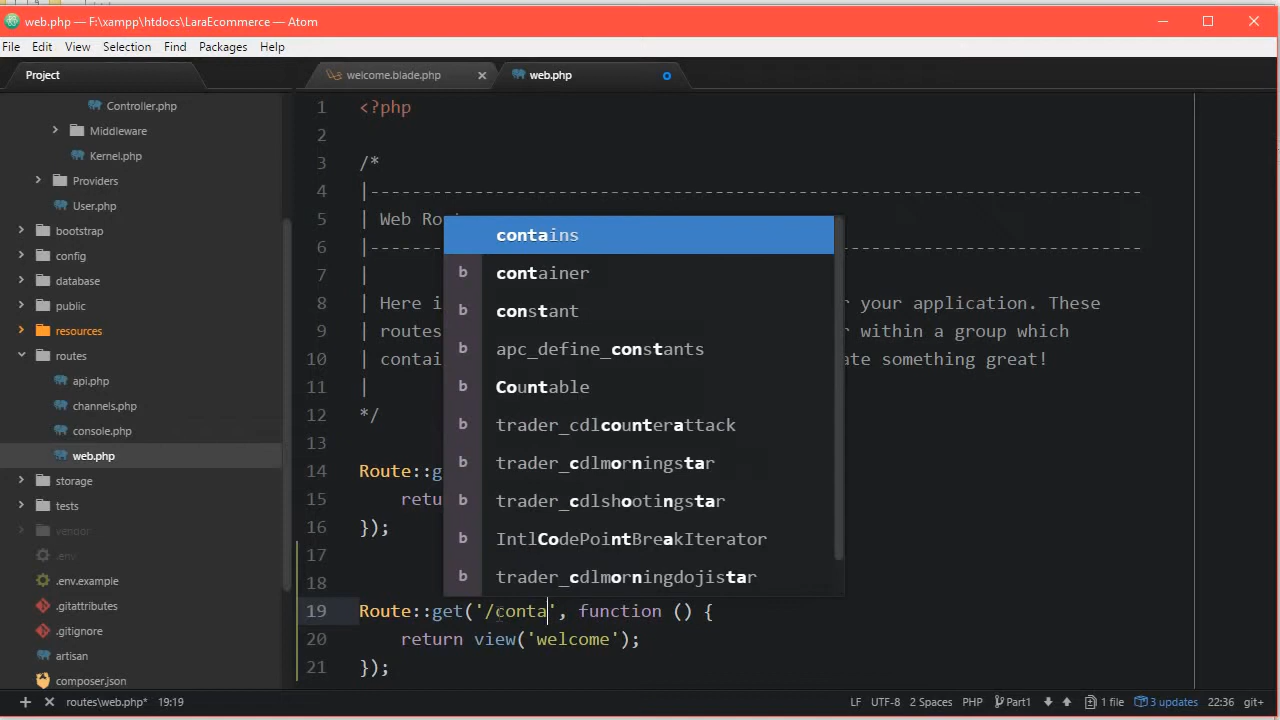 web.php — F:\xampp\htdocs\LaraEcommerce — Atom
File Edit View Selection Find Packages Help
Project
welcome.blade.php
web.php
Controller.php
Middleware
Kernel.php
Providers
User.php
bootstrap
config
database
public
resources
routes
api.php
channels.php
console.php
web.php
storage
tests
vendor
.env
.env.example
.gitattributes
.gitignore
artisan
composer.json
1 <?php
2
3 /*
4 |--------------------------------------------------------------------------
5 | Web Rout
6 |--------------------------------------------------------------------------
7 |
8 | Here i r your application. These
9 | routes r within a group which
10 | contai ate something great!
11 |
12 */
13
14 Route::g
15 retu
16 });
17
18
19 Route::get('/conta', function () {
20 return view('welcome');
21 });
contains
b container
b constant
b apc_define_constants
b Countable
b trader_cdlcounterattack
b trader_cdlmorningstar
b trader_cdlshootingstar
b IntlCodePointBreakIterator
b trader_cdlmorningdojistar
routes\web.php* 19:19 LF UTF-8 2 Spaces PHP Part1 1 file 3 updates 22:36 git+